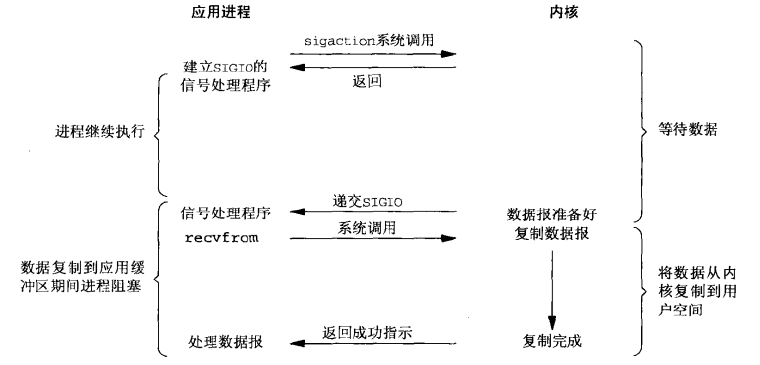 应用进程
内核
sigaction系统调用
建立SIGIO的
信号处理程序
返回
进程继续执行
等待数据
递交SIGIO
信号处理程序
数据报准备好
系统调用
recvfrom
复制数据报
数据复制到应用缓
冲区期间进程阻塞
将数据从内
核复制到用
户空间
返回成功指示
处理数据报
复制完成